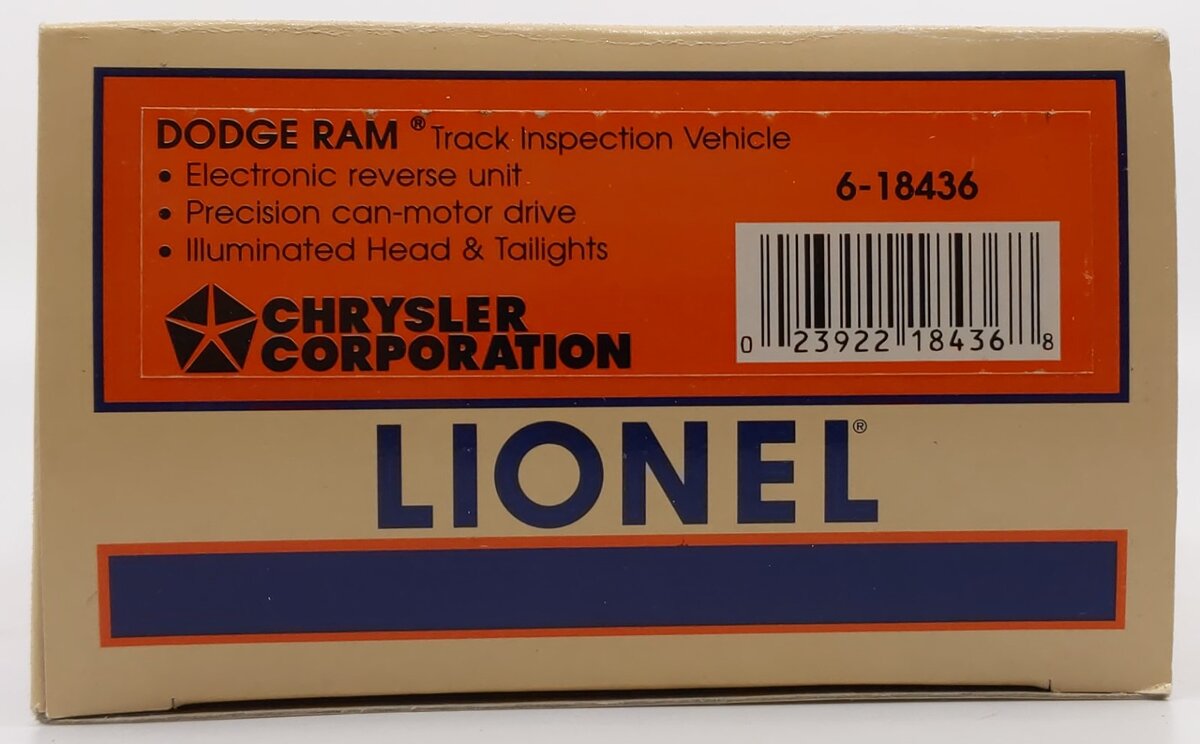 DODGE RAM ® Track Inspection Vehicle
• Electronic reverse unit
• Precision can-motor drive
• Illuminated Head & Tailights
6-18436
CHRYSLER
CORPORATION
0 23922 18436 8
LIONEL®